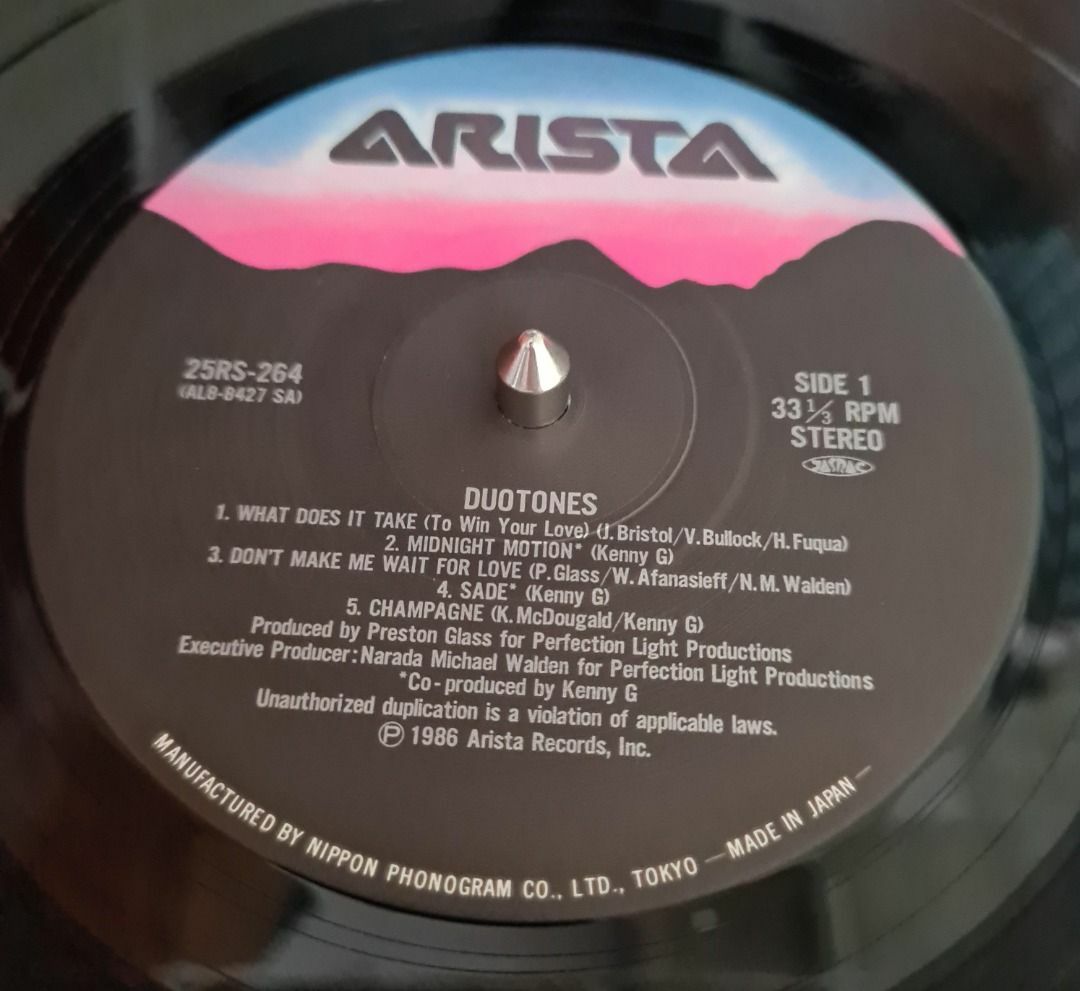 ARISTA
25RS-264
(AL8-8427 SA)
SIDE 1
33 1/3 RPM
STEREO
JASRAC
DUOTONES
1. WHAT DOES IT TAKE (To Win Your Love) (J. Bristol/V. Bullock/H. Fuqua)
2. MIDNIGHT MOTION* (Kenny G)
3. DON'T MAKE ME WAIT FOR LOVE (P. Glass/W. Afanasieff/N. M. Walden)
4. SADE* (Kenny G)
5. CHAMPAGNE (K. McDougald/Kenny G)
Produced by Preston Glass for Perfection Light Productions
Executive Producer: Narada Michael Walden for Perfection Light Productions
*Co-produced by Kenny G
Unauthorized duplication is a violation of applicable laws.
℗ 1986 Arista Records, Inc.
MANUFACTURED BY NIPPON PHONOGRAM CO., LTD., TOKYO —MADE IN JAPAN—